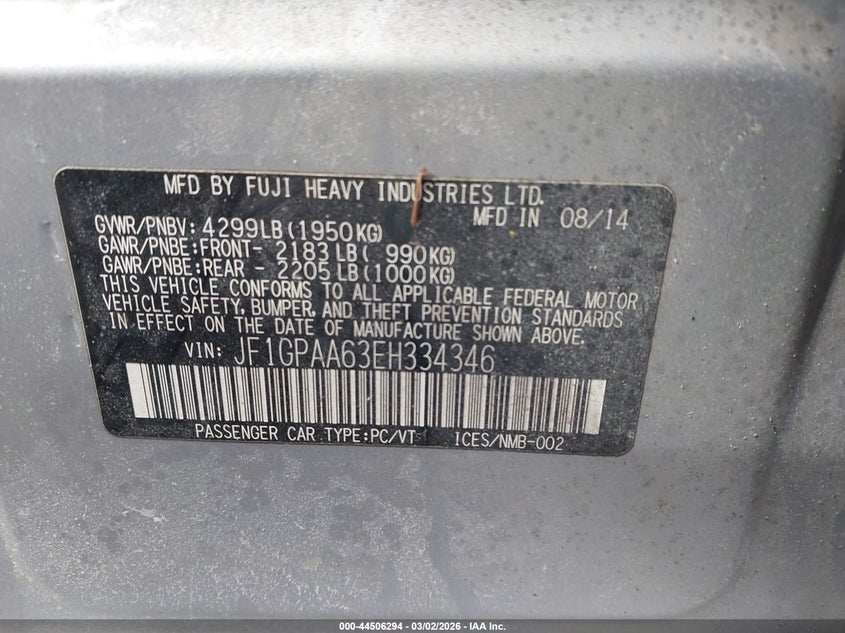 MFD BY FUJI HEAVY INDUSTRIES LTD.
MFD IN 08/14
GVWR/PNBV: 4299LB(1950KG)
GAWR/PNBE:FRONT- 2183LB( 990KG)
GAWR/PNBE:REAR - 2205LB(1000KG)
THIS VEHICLE CONFORMS TO ALL APPLICABLE FEDERAL MOTOR
VEHICLE SAFETY, BUMPER, AND THEFT PREVENTION STANDARDS
IN EFFECT ON THE DATE OF MANUFACTURE SHOWN ABOVE.
VIN: JF1GPAA63EH334346
PASSENGER CAR TYPE:PC/VT ICES/NMB-002
000-44506294 - 03/02/2026 - IAA Inc.